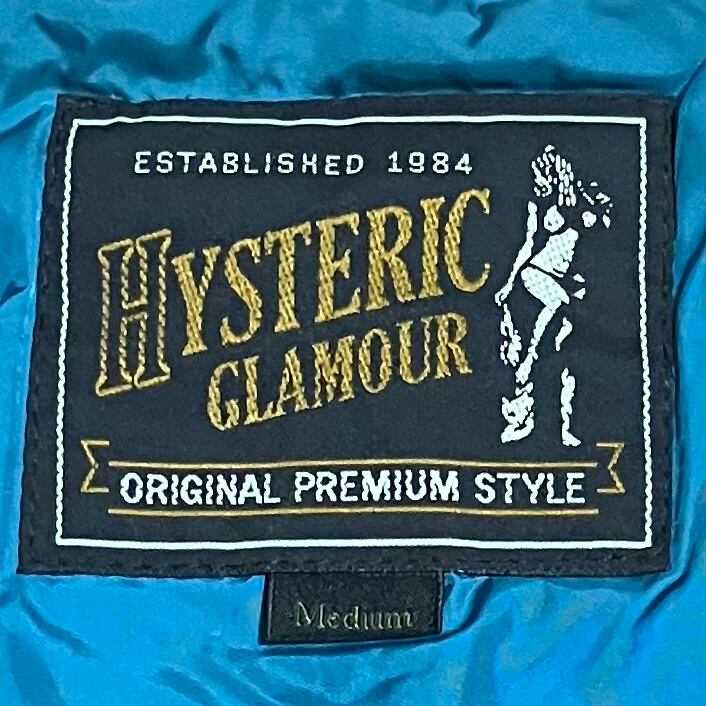 ESTABLISHED 1984
HYSTERIC
GLAMOUR
ORIGINAL PREMIUM STYLE
Medium